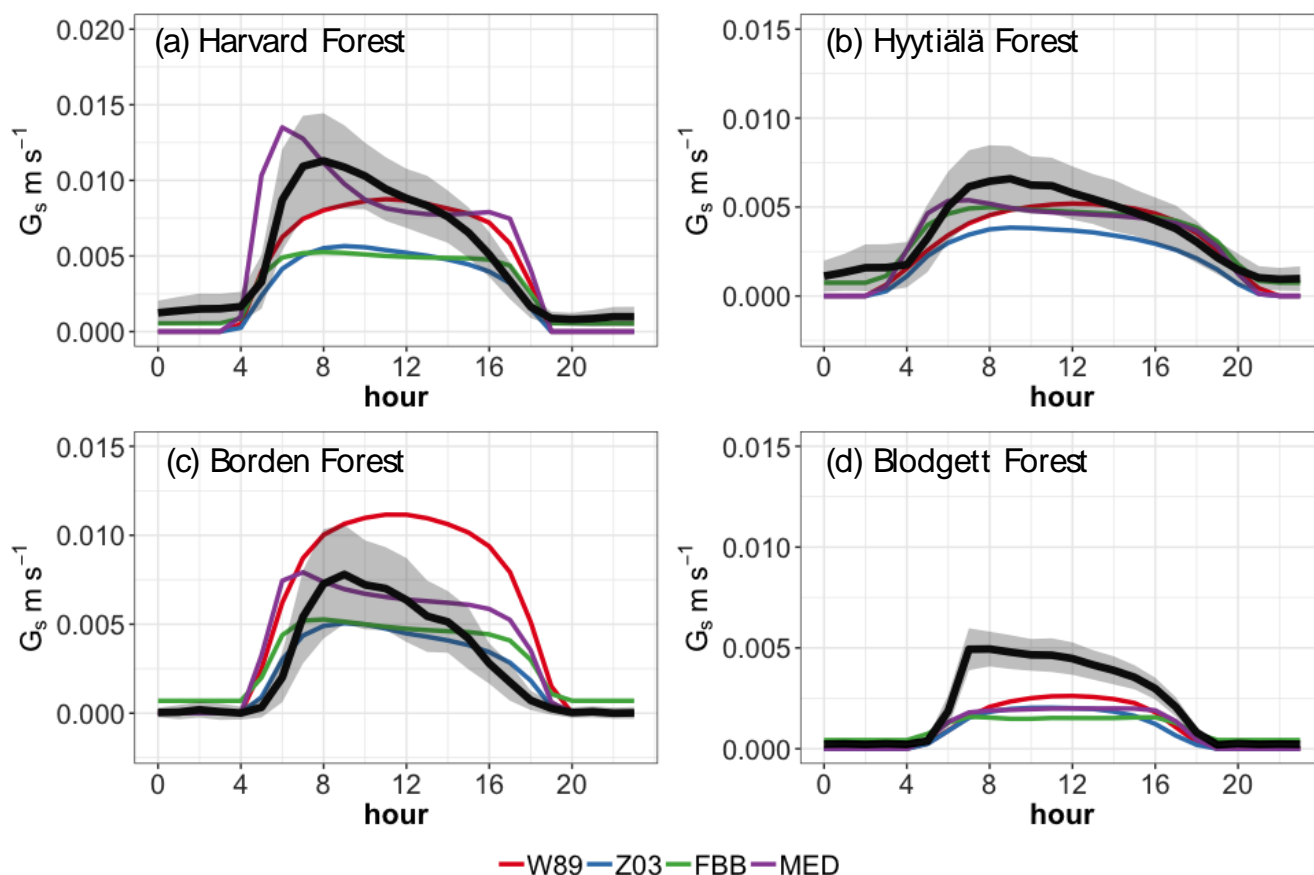 (a) Harvard Forest
0.020
0.015
0.010
0.005
0.000
Gs m s−1
0 4 8 12 16 20
hour
(b) Hyytiälä Forest
0.015
0.010
0.005
0.000
Gs m s−1
0 4 8 12 16 20
hour
(c) Borden Forest
0.015
0.010
0.005
0.000
Gs m s−1
0 4 8 12 16 20
hour
(d) Blodgett Forest
0.015
0.010
0.005
0.000
Gs m s−1
0 4 8 12 16 20
hour
W89 Z03 FBB MED